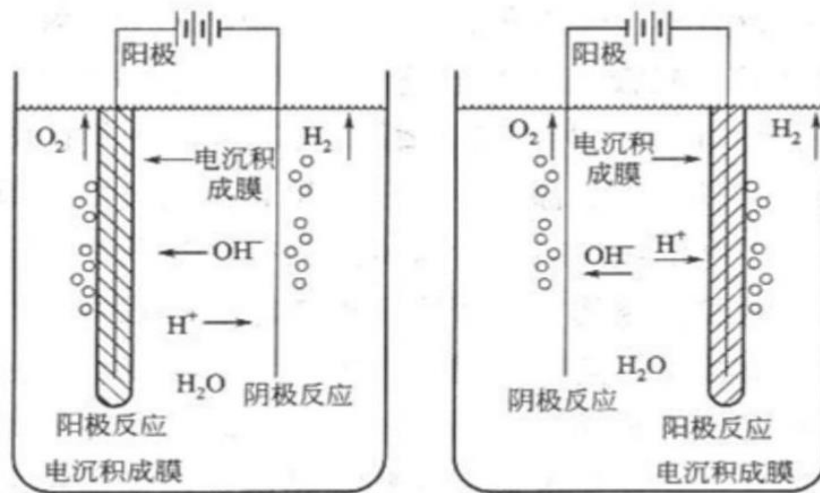 阳极
O₂
H₂
电沉积
成膜
OH⁻
H⁺
H₂O
阴极反应
阳极反应
电沉积成膜
阳极
O₂
H₂
电沉积
成膜
H⁺
OH⁻
H₂O
阴极反应
阳极反应
电沉积成膜